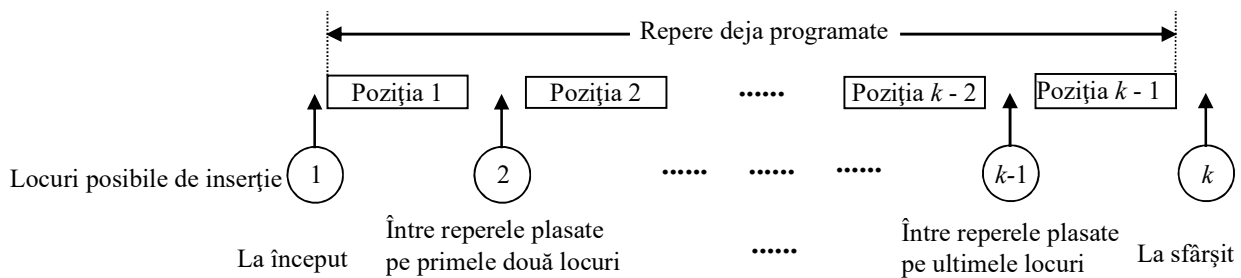 Repere deja programate
Poziţia 1 Poziţia 2 ...... Poziţia k - 2 Poziţia k - 1
Locuri posibile de inserţie 1 2 ...... ...... ...... k-1 k
La început Între reperele plasate pe primele două locuri ...... Între reperele plasate pe ultimele locuri La sfârşit